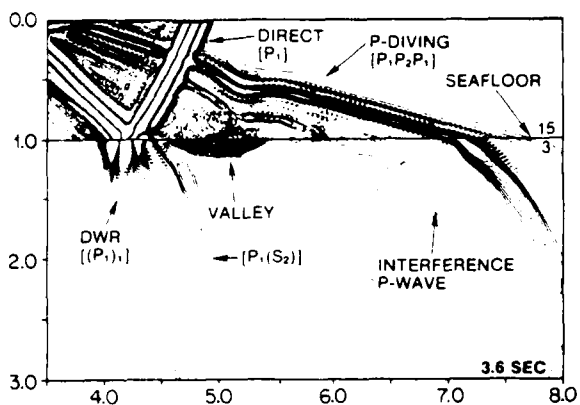 0.0
DIRECT
[P₁]
P-DIVING
[P₁P₂P₁]
SEAFLOOR
1.0
15
3
VALLEY
DWR
[(P₁)₁]
[P₁(S₂)]
2.0
INTERFERENCE
P-WAVE
3.6 SEC
3.0
4.0
5.0
6.0
7.0
8.0